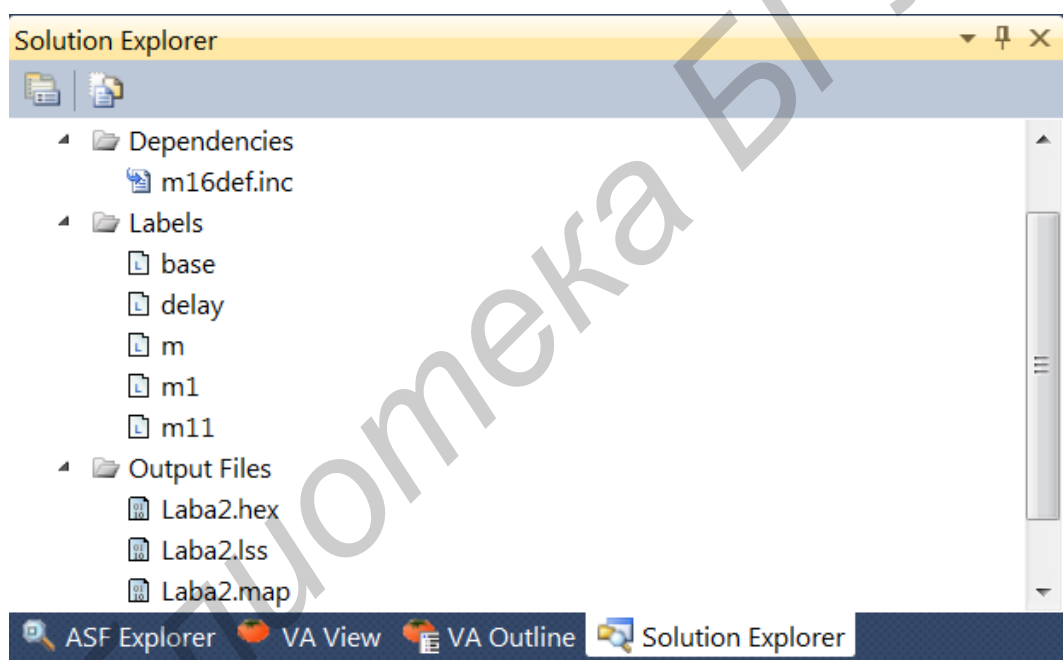 Solution Explorer
Dependencies
m16def.inc
Labels
base
delay
m
m1
m11
Output Files
Laba2.hex
Laba2.lss
Laba2.map
ASF Explorer VA View VA Outline Solution Explorer